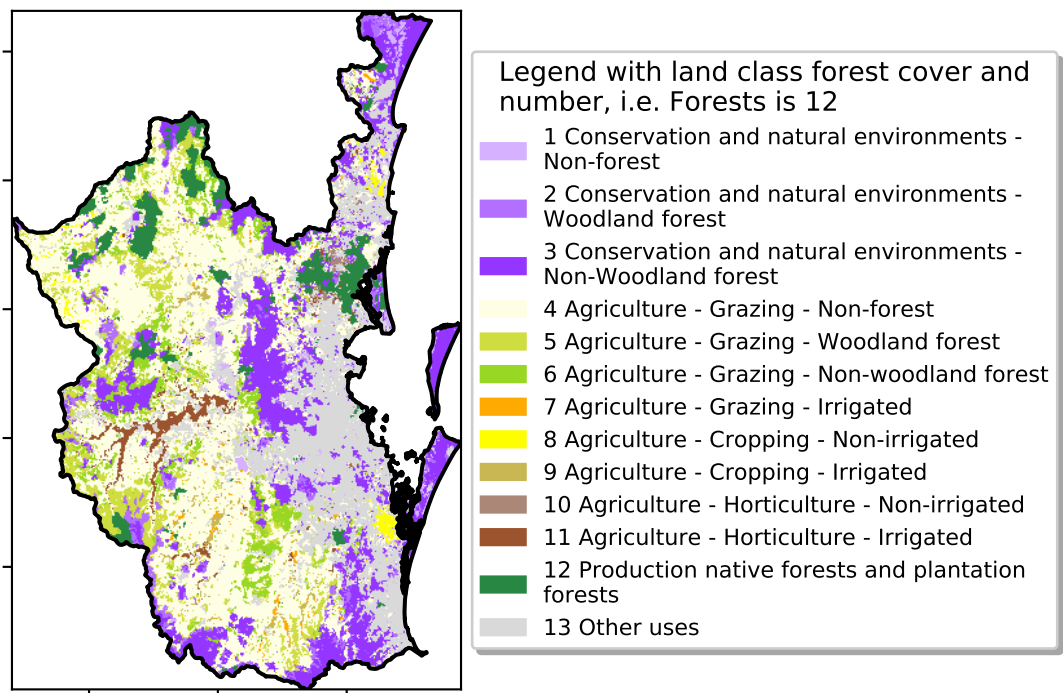 Legend with land class forest cover and
number, i.e. Forests is 12
1 Conservation and natural environments -
Non-forest
2 Conservation and natural environments -
Woodland forest
3 Conservation and natural environments -
Non-Woodland forest
4 Agriculture - Grazing - Non-forest
5 Agriculture - Grazing - Woodland forest
6 Agriculture - Grazing - Non-woodland forest
7 Agriculture - Grazing - Irrigated
8 Agriculture - Cropping - Non-irrigated
9 Agriculture - Cropping - Irrigated
10 Agriculture - Horticulture - Non-irrigated
11 Agriculture - Horticulture - Irrigated
12 Production native forests and plantation
forests
13 Other uses